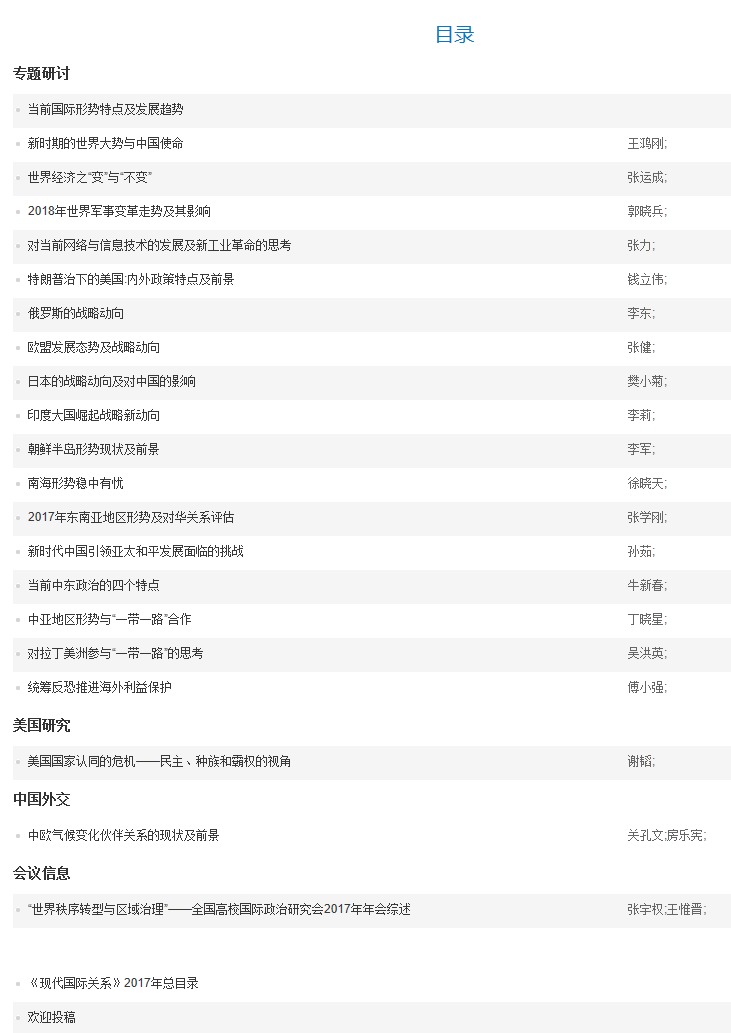 目录
专题研讨
当前国际形势特点及发展趋势
新时期的世界大势与中国使命 王鸿刚;
世界经济之“变”与“不变” 张运成;
2018年世界军事变革走势及其影响 郭晓兵;
对当前网络与信息技术的发展及新工业革命的思考 张力;
特朗普治下的美国:内外政策特点及前景 钱立伟;
俄罗斯的战略动向 李东;
欧盟发展态势及战略动向 张健;
日本的战略动向及对中国的影响 樊小菊;
印度大国崛起战略新动向 李莉;
朝鲜半岛形势现状及前景 李军;
南海形势稳中有忧 徐晓天;
2017年东南亚地区形势及对华关系评估 张学刚;
新时代中国引领亚太和平发展面临的挑战 孙茹;
当前中东政治的四个特点 牛新春;
中亚地区形势与“一带一路”合作 丁晓星;
对拉丁美洲参与“一带一路”的思考 吴洪英;
统筹反恐推进海外利益保护 傅小强;
美国研究
美国国家认同的危机——民主、种族和霸权的视角 谢韬;
中国外交
中欧气候变化伙伴关系的现状及前景 关孔文;房乐宪;
会议信息
“世界秩序转型与区域治理”——全国高校国际政治研究会2017年年会综述 张宇权;王惟晋;
《现代国际关系》2017年总目录
欢迎投稿